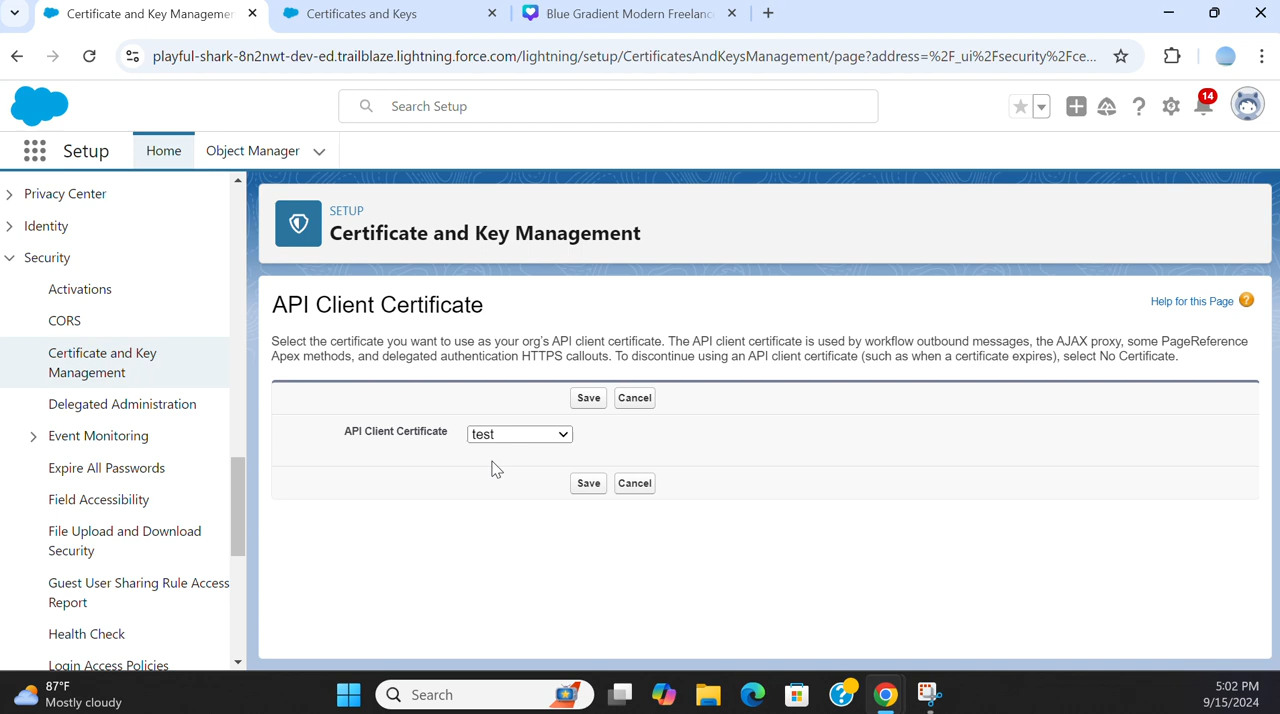 Certificate and Key Managemen
Certificates and Keys
Blue Gradient Modern Freelanc
playful-shark-8n2nwt-dev-ed.trailblaze.lightning.force.com/lightning/setup/CertificatesAndKeysManagement/page?address=%2F_ui%2Fsecurity%2Fce...
Search Setup
14
Setup
Home
Object Manager
Privacy Center
Identity
Security
Activations
CORS
Certificate and Key
Management
Delegated Administration
Event Monitoring
Expire All Passwords
Field Accessibility
File Upload and Download
Security
Guest User Sharing Rule Access
Report
Health Check
Login Access Policies
SETUP
Certificate and Key Management
API Client Certificate
Help for this Page
Select the certificate you want to use as your org's API client certificate. The API client certificate is used by workflow outbound messages, the AJAX proxy, some PageReference
Apex methods, and delegated authentication HTTPS callouts. To discontinue using an API client certificate (such as when a certificate expires), select No Certificate.
Save Cancel
API Client Certificate test
Save Cancel
87°F
Mostly cloudy
Search
5:02 PM
9/15/2024